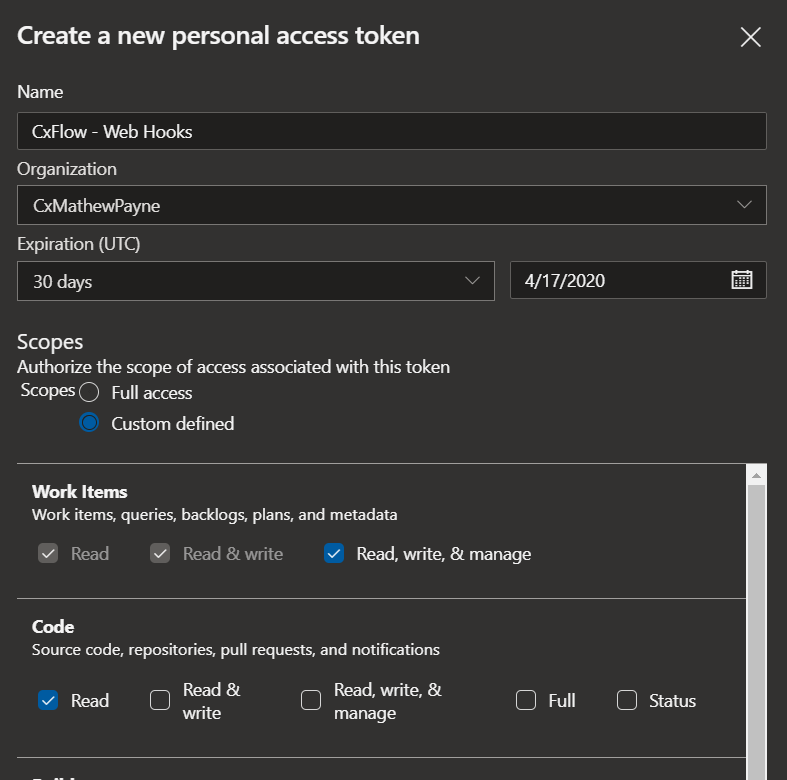 Create a new personal access token
Name
CxFlow - Web Hooks
Organization
CxMathewPayne
Expiration (UTC)
30 days
4/17/2020
Scopes
Authorize the scope of access associated with this token
Scopes
Full access
Custom defined
Work Items
Work items, queries, backlogs, plans, and metadata
Read
Read & write
Read, write, & manage
Code
Source code, repositories, pull requests, and notifications
Read
Read &
write
Read, write, &
manage
Full
Status